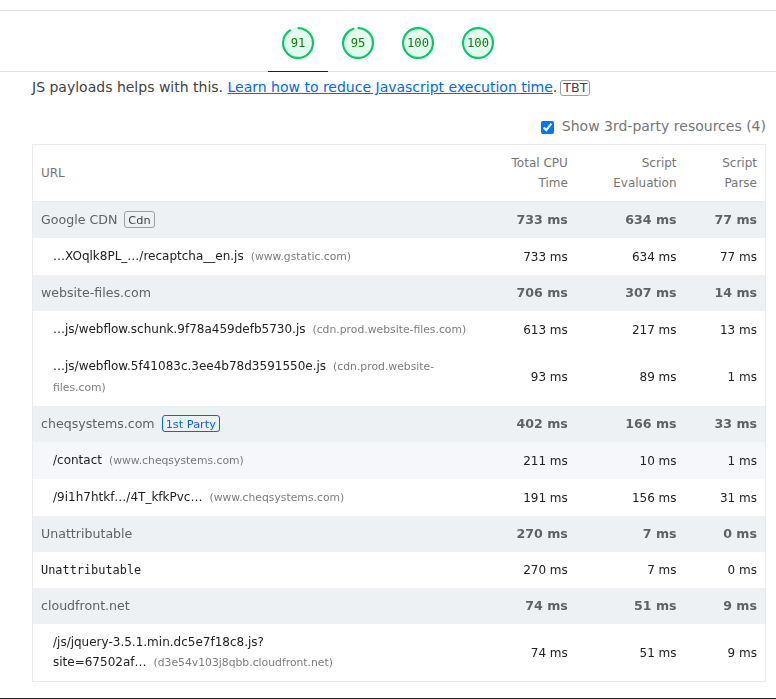 91 95 100 100
JS payloads helps with this. Learn how to reduce Javascript execution time. TBT
Show 3rd-party resources (4)
URL Total CPU Time Script Evaluation Script Parse
Google CDN Cdn 733 ms 634 ms 77 ms
…XOqlk8PL_…/recaptcha__en.js (www.gstatic.com) 733 ms 634 ms 77 ms
website-files.com 706 ms 307 ms 14 ms
…js/webflow.schunk.9f78a459defb5730.js (cdn.prod.website-files.com) 613 ms 217 ms 13 ms
…js/webflow.5f41083c.3ee4b78d3591550e.js (cdn.prod.website-
files.com) 93 ms 89 ms 1 ms
cheqsystems.com 1st Party 402 ms 166 ms 33 ms
/contact (www.cheqsystems.com) 211 ms 10 ms 1 ms
/9i1h7htkf…/4T_kfkPvc… (www.cheqsystems.com) 191 ms 156 ms 31 ms
Unattributable 270 ms 7 ms 0 ms
Unattributable 270 ms 7 ms 0 ms
cloudfront.net 74 ms 51 ms 9 ms
/js/jquery-3.5.1.min.dc5e7f18c8.js?
site=67502af… (d3e54v103j8qbb.cloudfront.net) 74 ms 51 ms 9 ms